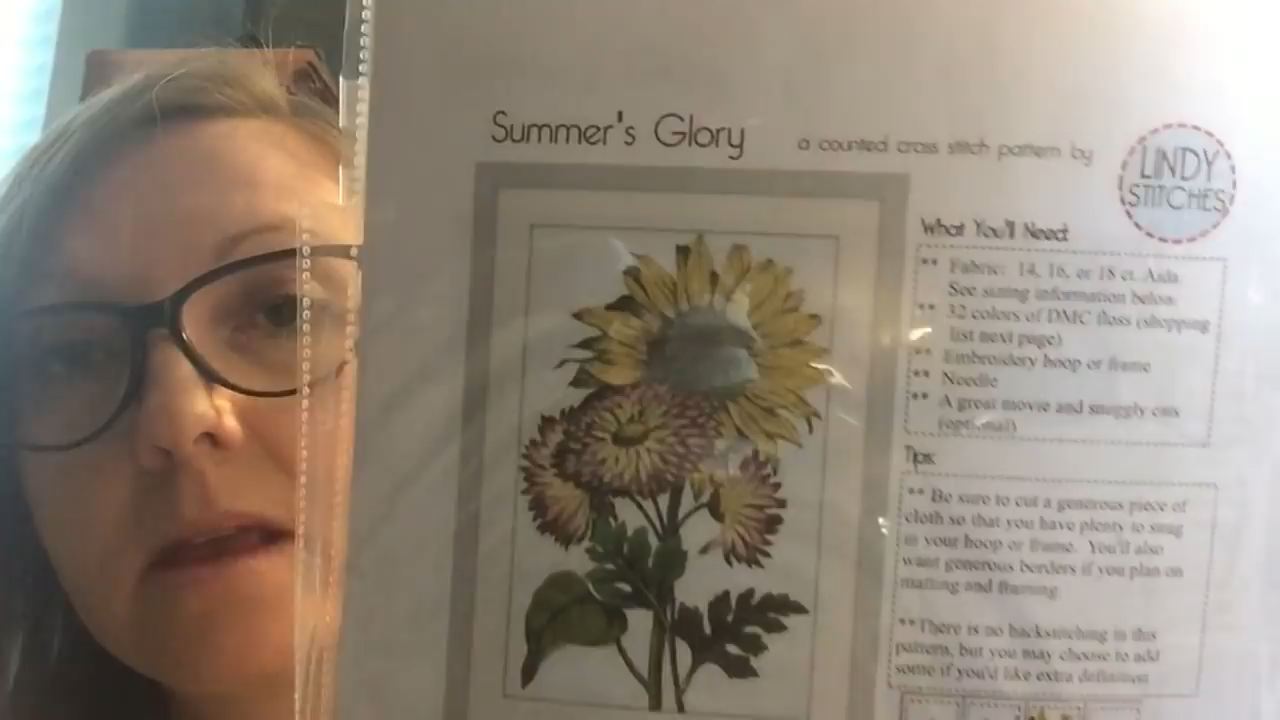 Summer's Glory
a counted cross stitch pattern by
LINDY
STITCHES
What You'll Need:
** Fabric: 14, 16, or 18 ct. Aida
See sizing information below
** 32 colors of DMC floss (shopping
list next page)
** Embroidery hoop or frame
** Needle
** A great movie and snuggly cats
(optional)
Tips:
** Be sure to cut a generous piece of
cloth so that you have plenty to snug
in your hoop or frame. You'll also
want generous borders if you plan on
matting and framing
**There is no backstitching in this
pattern, but you may choose to add
some if you'd like extra definition